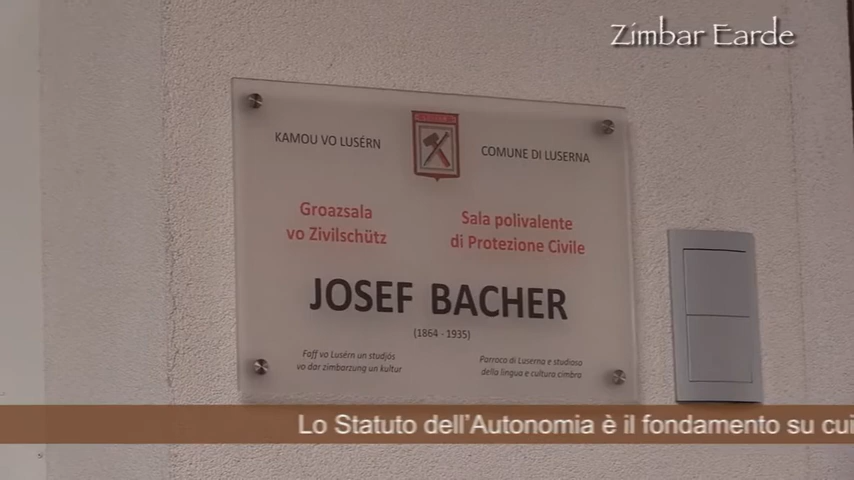 Zimbar Earde
KAMOU VO LUSÉRN
COMUNE DI LUSERNA
Groazsala
vo Zivilschütz
Sala polivalente
di Protezione Civile
JOSEF BACHER
(1864 - 1935)
Faff vo Lusérn un studjós
vo dar zimbarzung un kultur
Parroco di Luserna e studioso
della lingua e cultura cimbra
Lo Statuto dell'Autonomia è il fondamento su cui